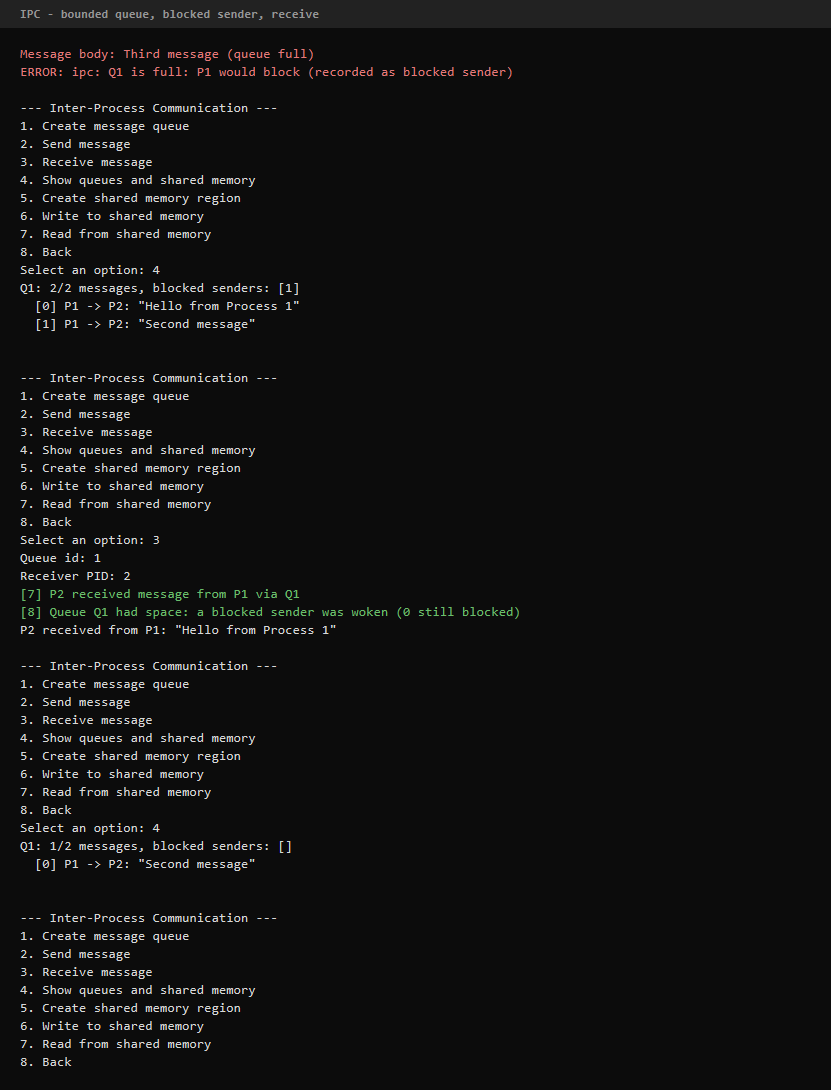 IPC - bounded queue, blocked sender, receive
Message body: Third message (queue full)
ERROR: ipc: Q1 is full: P1 would block (recorded as blocked sender)
--- Inter-Process Communication ---
1. Create message queue
2. Send message
3. Receive message
4. Show queues and shared memory
5. Create shared memory region
6. Write to shared memory
7. Read from shared memory
8. Back
Select an option: 4
Q1: 2/2 messages, blocked senders: [1]
[0] P1 -> P2: "Hello from Process 1"
[1] P1 -> P2: "Second message"
--- Inter-Process Communication ---
1. Create message queue
2. Send message
3. Receive message
4. Show queues and shared memory
5. Create shared memory region
6. Write to shared memory
7. Read from shared memory
8. Back
Select an option: 3
Queue id: 1
Receiver PID: 2
[7] P2 received message from P1 via Q1
[8] Queue Q1 had space: a blocked sender was woken (0 still blocked)
P2 received from P1: "Hello from Process 1"
--- Inter-Process Communication ---
1. Create message queue
2. Send message
3. Receive message
4. Show queues and shared memory
5. Create shared memory region
6. Write to shared memory
7. Read from shared memory
8. Back
Select an option: 4
Q1: 1/2 messages, blocked senders: []
[0] P1 -> P2: "Second message"
--- Inter-Process Communication ---
1. Create message queue
2. Send message
3. Receive message
4. Show queues and shared memory
5. Create shared memory region
6. Write to shared memory
7. Read from shared memory
8. Back